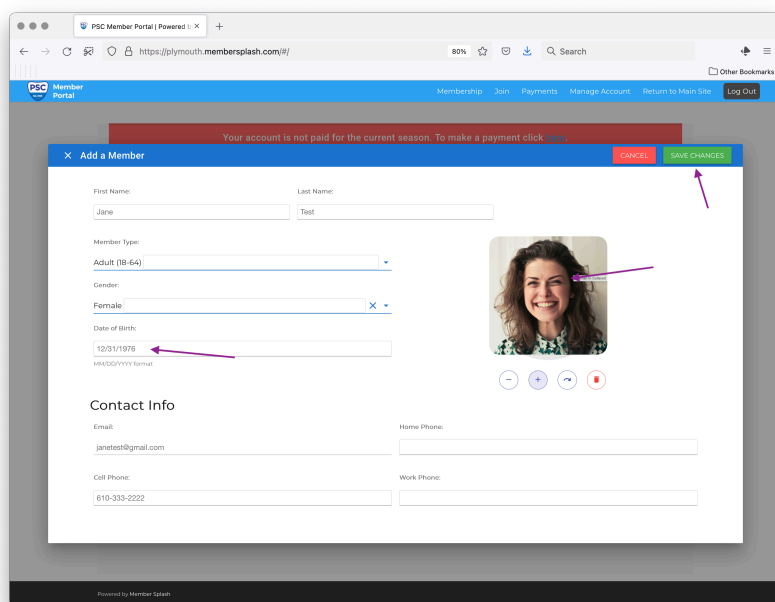 PSC Member Portal | Powered b
https://plymouth.membersplash.com/#/
80%
Search
Other Bookmarks
PSC
Member
Portal
Membership Join Payments Manage Account Return to Main Site Log Out
Your account is not paid for the current season. To make a payment click here.
Add a Member
CANCEL SAVE CHANGES
First Name: Last Name:
Jane Test
Member Type:
Adult (18-64)
Gender:
Female
Date of Birth:
12/31/1976
MM/DD/YYYY format
Contact Info
Email: Home Phone:
janetest@gmail.com
Cell Phone: Work Phone:
610-333-2222
Powered by Member Splash